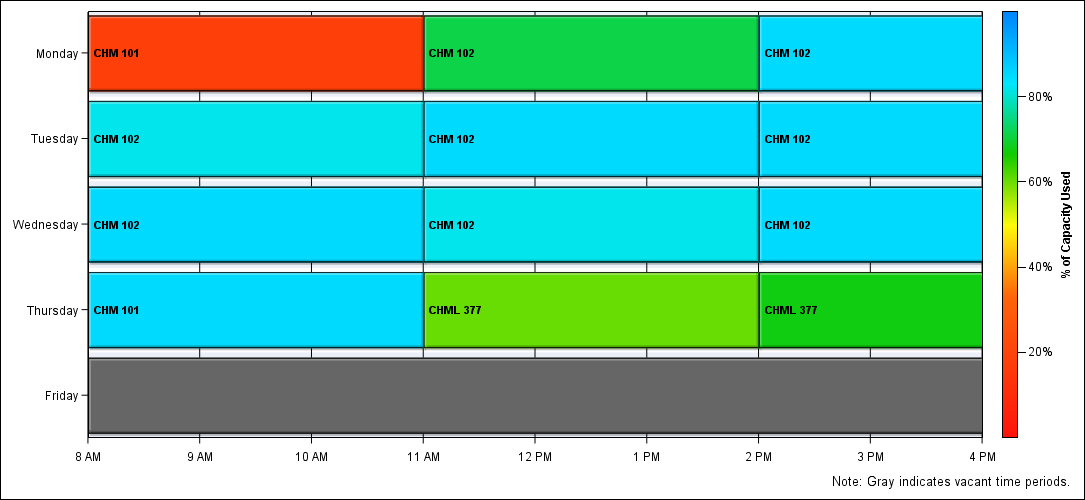 Monday
CHM 101
CHM 102
CHM 102
80%
Tuesday
CHM 102
CHM 102
CHM 102
60%
% of Capacity Used
Wednesday
CHM 102
CHM 102
CHM 102
40%
Thursday
CHM 101
CHML 377
CHML 377
20%
Friday
8 AM 9 AM 10 AM 11 AM 12 PM 1 PM 2 PM 3 PM 4 PM
Note: Gray indicates vacant time periods.